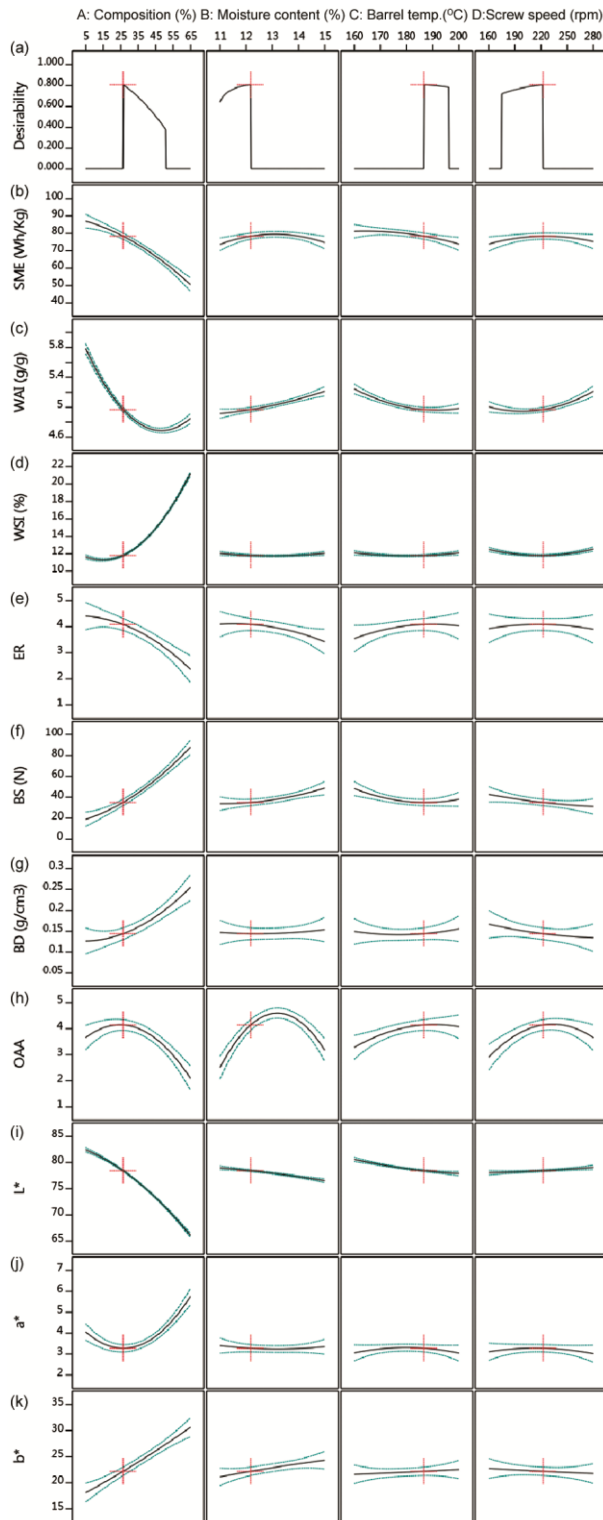 A: Composition (%) B: Moisture content (%) C: Barrel temp.(⁰C) D:Screw speed (rpm)
5 15 25 35 45 55 65 11 12 13 14 15 160 170 180 190 200 160 190 220 250 280
(a)
Desirability
1.000
0.800
0.600
0.400
0.200
0.000
(b)
SME (Wh/Kg)
100
90
80
70
60
50
40
(c)
WAI (g/g)
5.8
5.4
5
4.6
(d)
WSI (%)
22
20
18
16
14
12
10
(e)
ER
5
4
3
2
1
(f)
BS (N)
100
80
60
40
20
0
(g)
BD (g/cm3)
0.3
0.25
0.2
0.15
0.1
0.05
(h)
OAA
5
4
3
2
1
(i)
L*
85
80
75
70
65
(j)
a*
7
6
5
4
3
2
(k)
b*
35
30
25
20
15